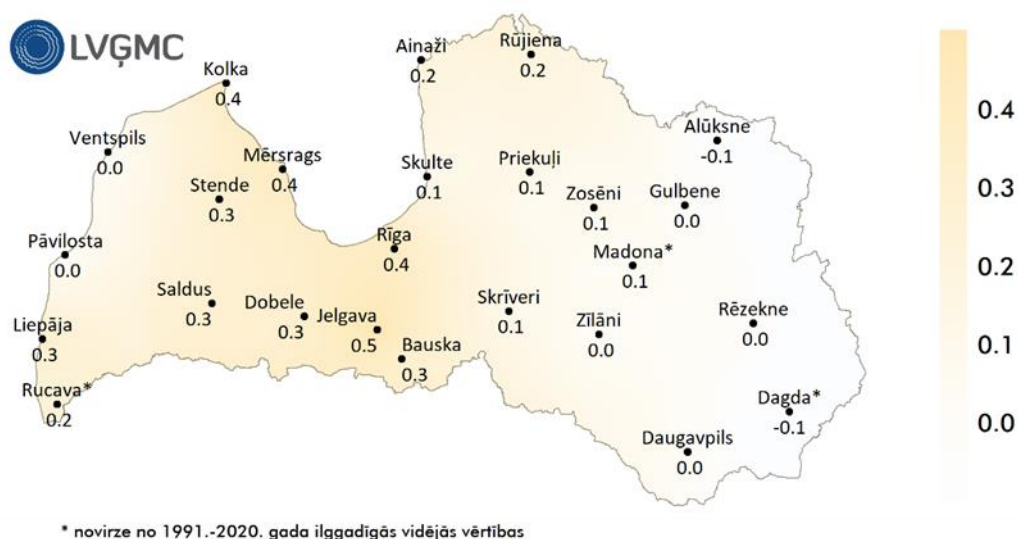 LVĢMC
Ainaži
0.2
Rūjiena
0.2
Kolka
0.4
Ventspils
0.0
Mērsrags
0.4
Stende
0.3
Skulte
0.1
Priekuļi
0.1
Alūksne
-0.1
Zosēni
0.1
Gulbene
0.0
Pāvilosta
0.0
Rīga
0.4
Madona*
0.1
Saldus
0.3
Dobele
0.3
Jelgava
0.5
Skrīveri
0.1
Zīlāni
0.0
Rēzekne
0.0
Liepāja
0.3
Bauska
0.3
Rucava*
0.2
Dagda*
-0.1
Daugavpils
0.0
0.4
0.3
0.2
0.1
0.0
* novirze no 1991.-2020. gada ilggadīgās vidējās vērtības